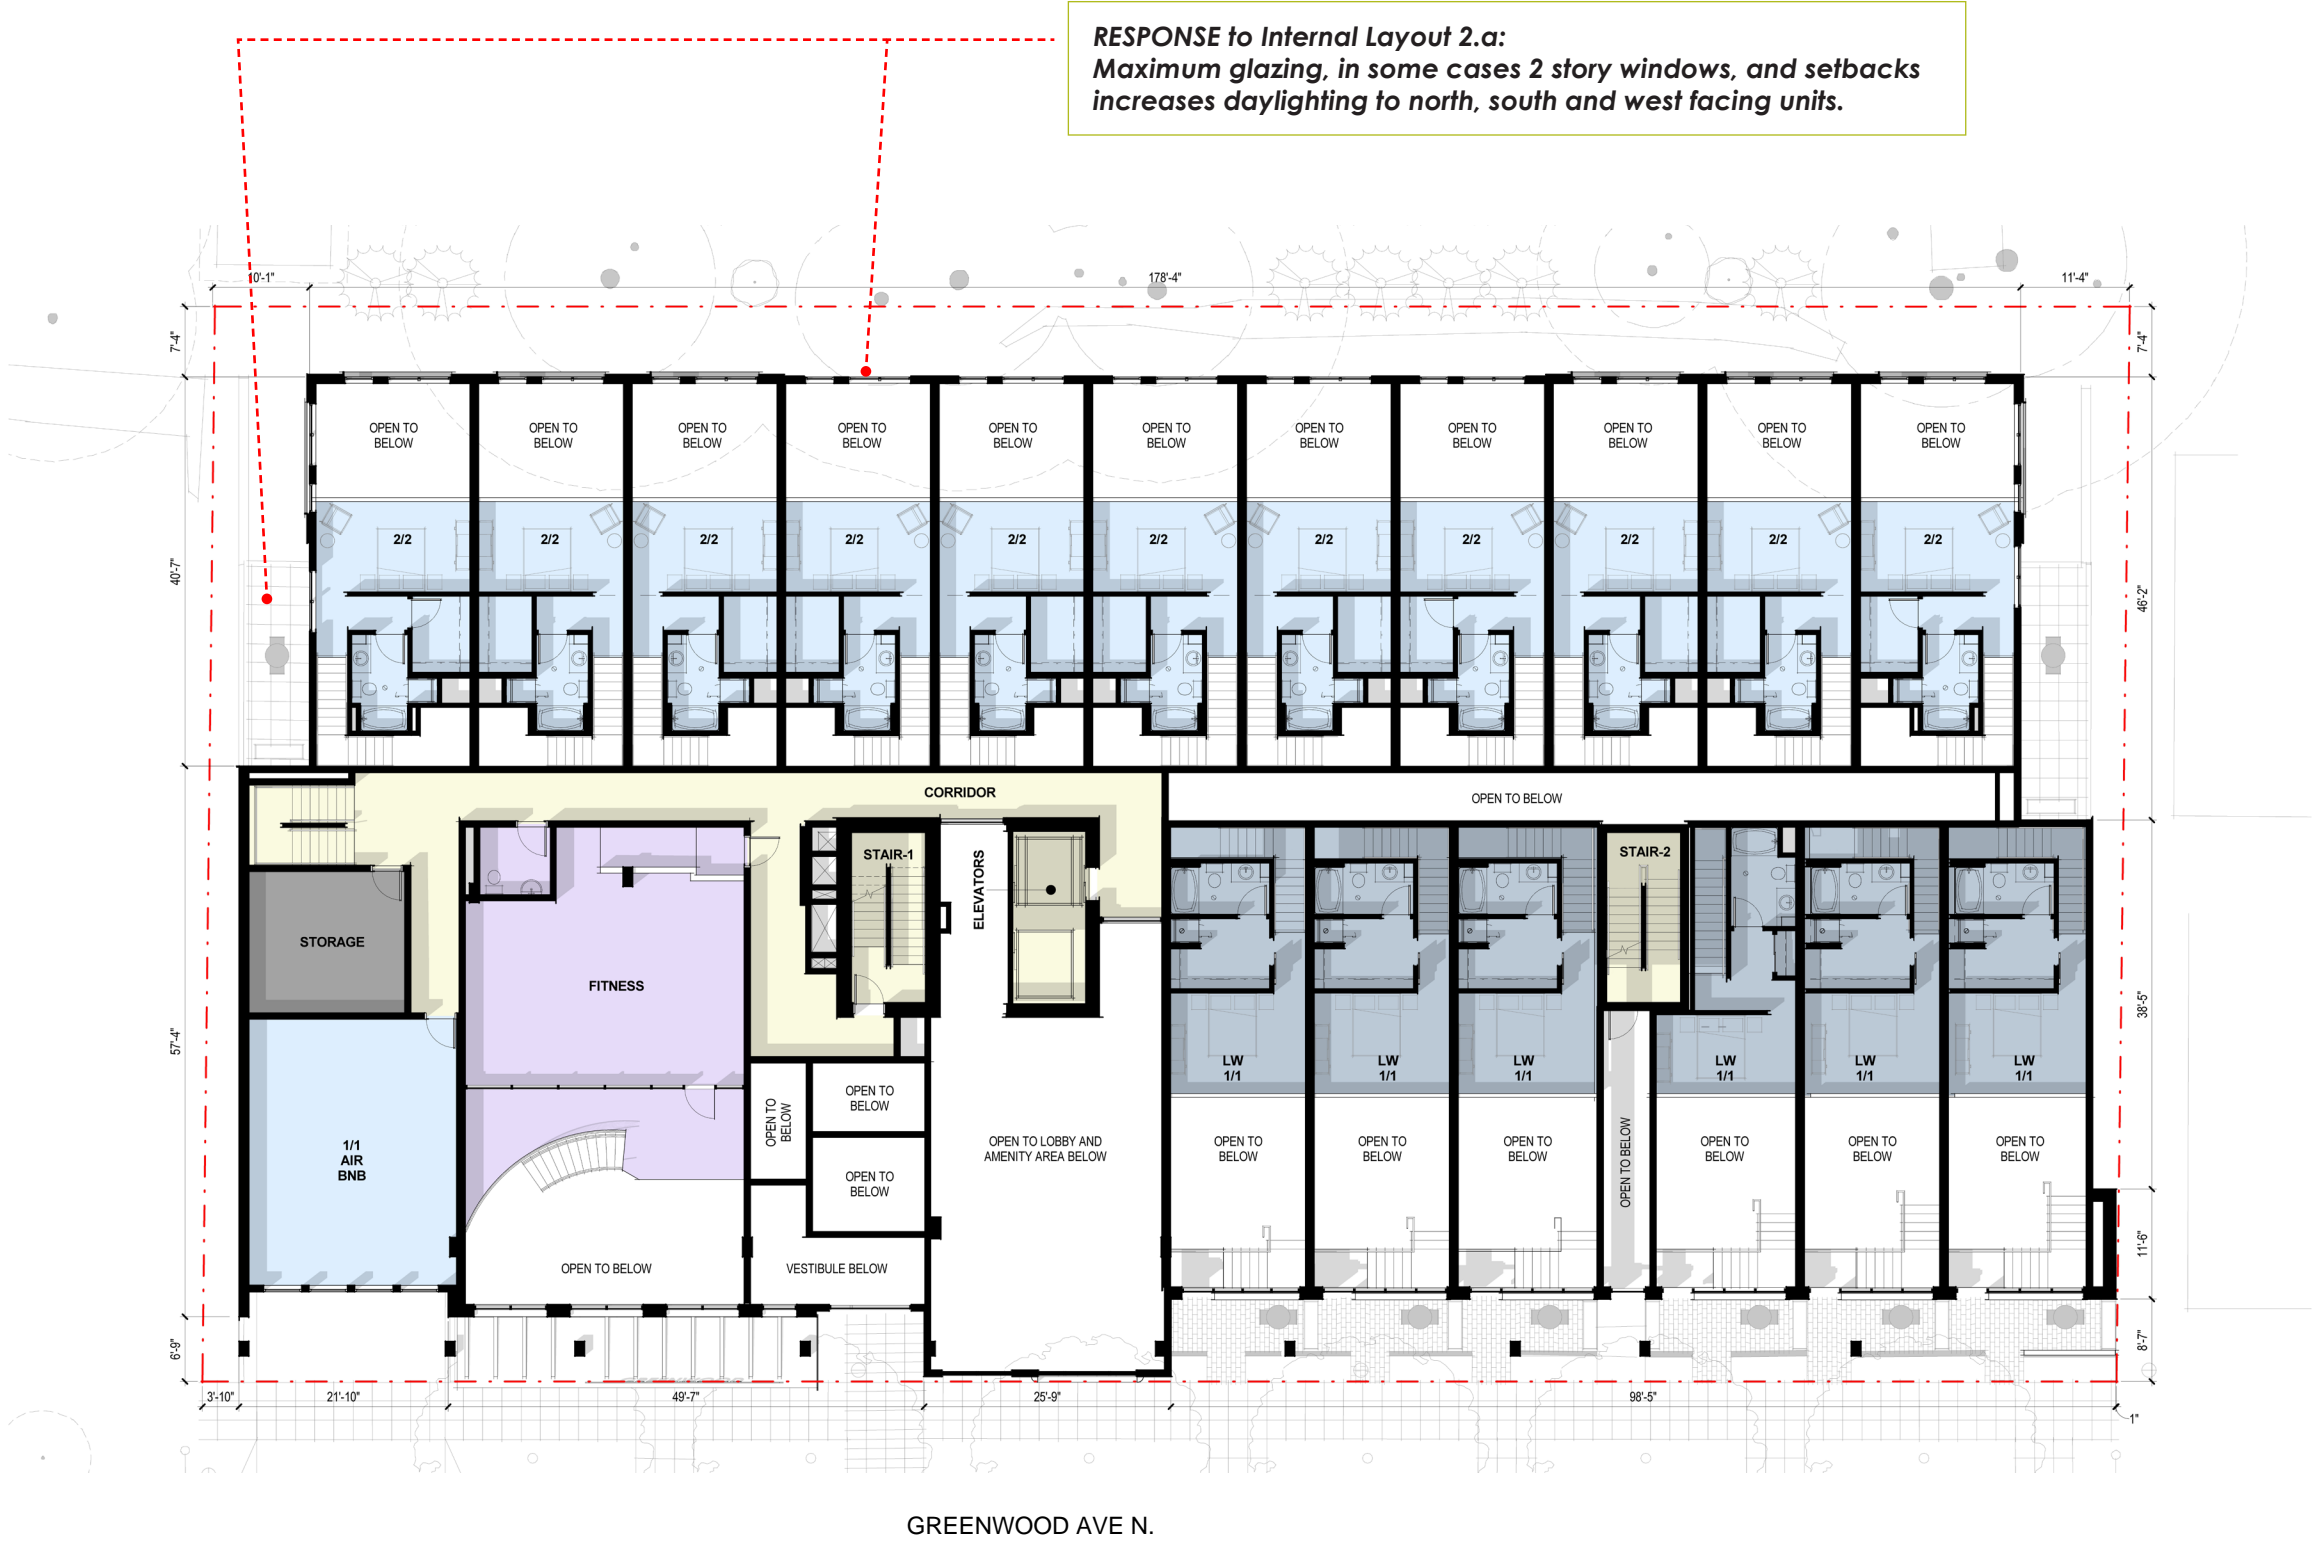 RESPONSE to Internal Layout 2.a:
Maximum glazing, in some cases 2 story windows, and setbacks
increases daylighting to north, south and west facing units.
10'-1"
178'-4"
11'-4"
7'-4"
7'-4"
OPEN TO
BELOW
OPEN TO
BELOW
OPEN TO
BELOW
OPEN TO
BELOW
OPEN TO
BELOW
OPEN TO
BELOW
OPEN TO
BELOW
OPEN TO
BELOW
OPEN TO
BELOW
OPEN TO
BELOW
OPEN TO
BELOW
2/2
2/2
2/2
2/2
2/2
2/2
2/2
2/2
2/2
2/2
2/2
40'-7"
46'-2"
CORRIDOR
OPEN TO BELOW
STAIR-1
ELEVATORS
STAIR-2
STORAGE
FITNESS
57'-4"
38'-5"
LW
1/1
LW
1/1
LW
1/1
LW
1/1
LW
1/1
LW
1/1
OPEN TO
BELOW
OPEN TO
BELOW
OPEN TO
BELOW
1/1
AIR
BNB
OPEN TO LOBBY AND
AMENITY AREA BELOW
OPEN TO
BELOW
OPEN TO
BELOW
OPEN TO
BELOW
OPEN TO BELOW
OPEN TO
BELOW
OPEN TO
BELOW
OPEN TO
BELOW
OPEN TO BELOW
VESTIBULE BELOW
11'-6"
6'-9"
8'-7"
3'-10"
21'-10"
49'-7"
25'-9"
98'-5"
1"
GREENWOOD AVE N.